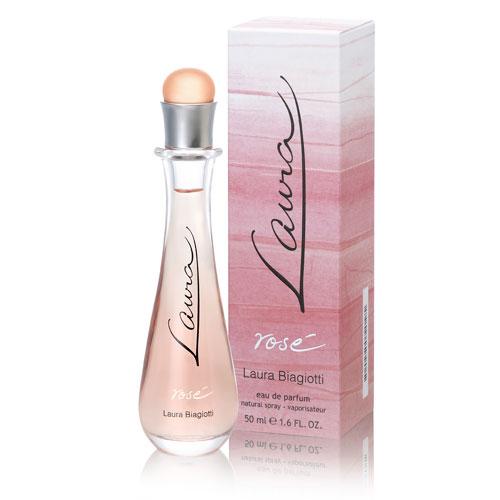 Laura
rosé
Laura Biagiotti
Laura
rosé
Laura Biagiotti
eau de parfum
natural spray - vaporisateur
50 ml ℮ 1.6 FL. OZ.